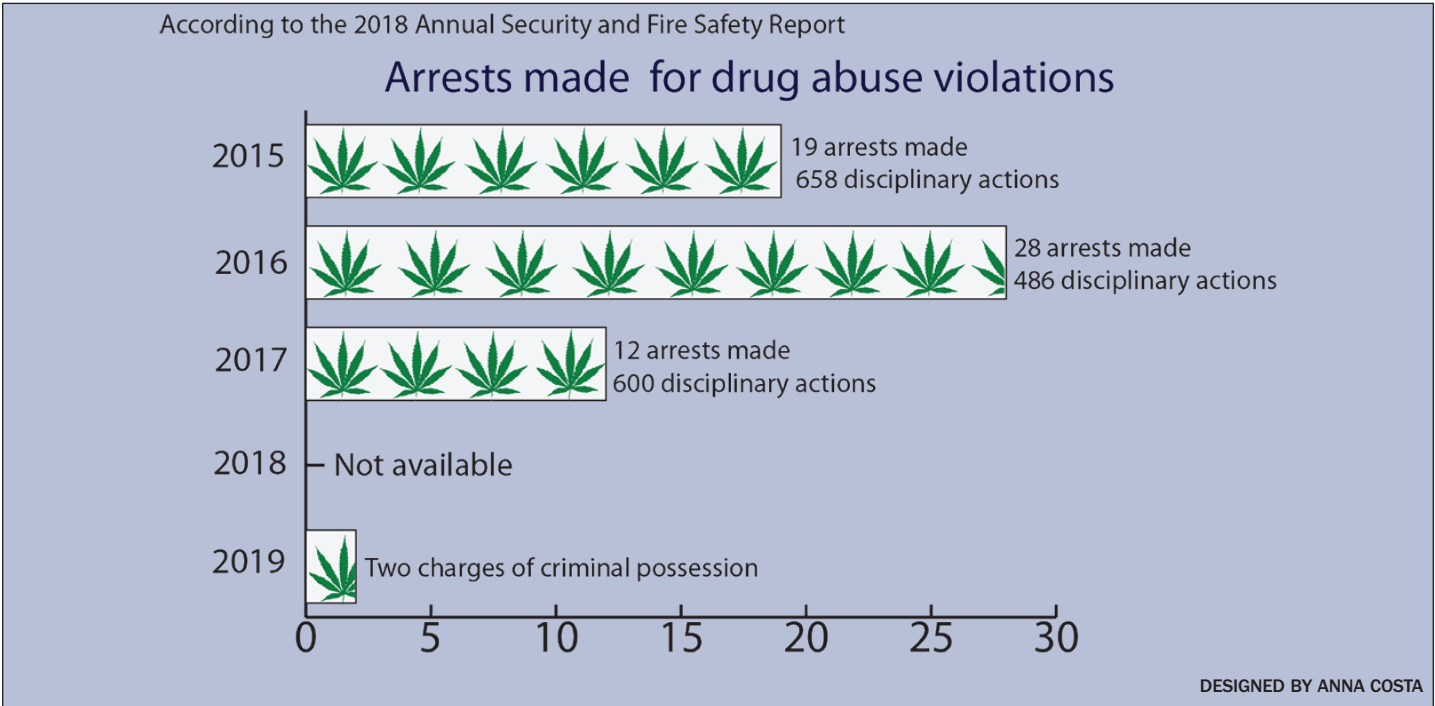 According to the 2018 Annual Security and Fire Safety Report
Arrests made for drug abuse violations
2015
19 arrests made
658 disciplinary actions
2016
28 arrests made
486 disciplinary actions
2017
12 arrests made
600 disciplinary actions
2018
Not available
2019
Two charges of criminal possession
0 5 10 15 20 25 30
DESIGNED BY ANNA COSTA